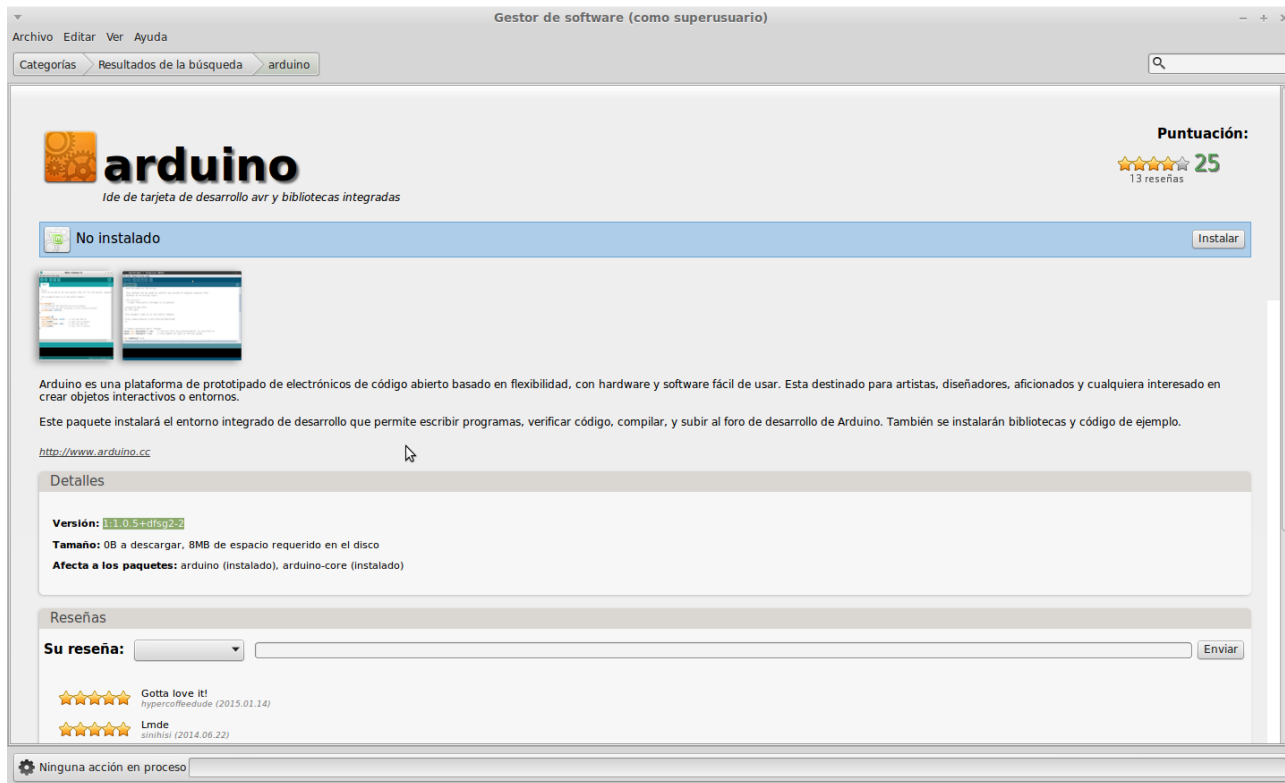 Gestor de software (como superusuario)
Archivo Editar Ver Ayuda
Categorías Resultados de la búsqueda arduino
arduino
Ide de tarjeta de desarrollo avr y bibliotecas integradas
Puntuación:
25
13 reseñas
No instalado
Instalar
Arduino es una plataforma de prototipado de electrónicos de código abierto basado en flexibilidad, con hardware y software fácil de usar. Esta destinado para artistas, diseñadores, aficionados y cualquiera interesado en
crear objetos interactivos o entornos.
Este paquete instalará el entorno integrado de desarrollo que permite escribir programas, verificar código, compilar, y subir al foro de desarrollo de Arduino. También se instalarán bibliotecas y código de ejemplo.
http://www.arduino.cc
Detalles
Versión: 1:1.0.5+dfsg2-2
Tamaño: 0B a descargar, 8MB de espacio requerido en el disco
Afecta a los paquetes: arduino (instalado), arduino-core (instalado)
Reseñas
Su reseña:
Enviar
Gotta love it!
hypercoffeedude (2015.01.14)
Lmde
sinihisi (2014.06.22)
Ninguna acción en proceso